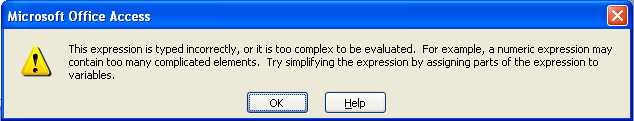 Microsoft Office Access
This expression is typed incorrectly, or it is too complex to be evaluated.  For example, a numeric expression may
contain too many complicated elements.  Try simplifying the expression by assigning parts of the expression to
variables.
OK Help